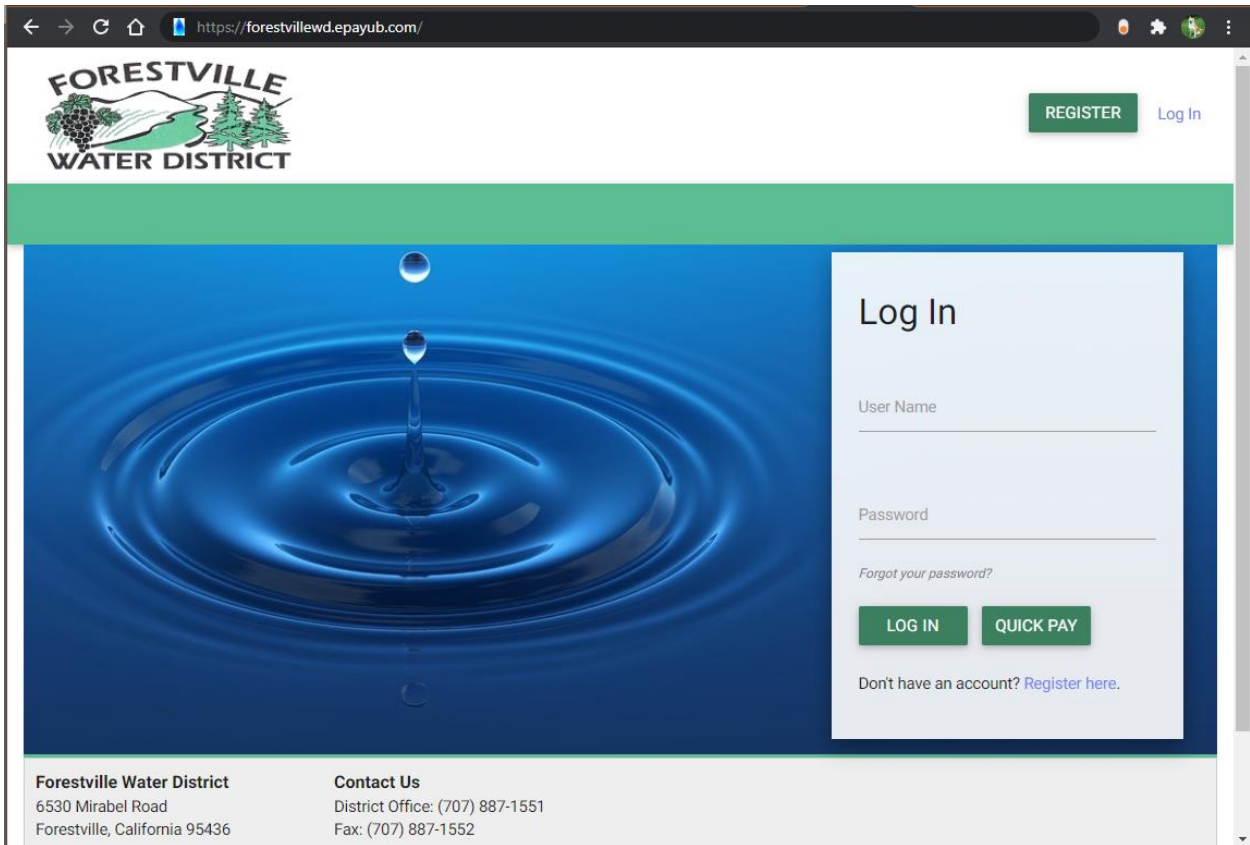 https://forestvillewd.epayub.com/
FORESTVILLE
WATER DISTRICT
REGISTER
Log In
Log In
User Name
Password
Forgot your password?
LOG IN
QUICK PAY
Don't have an account? Register here.
Forestville Water District
6530 Mirabel Road
Forestville, California 95436
Contact Us
District Office: (707) 887-1551
Fax: (707) 887-1552